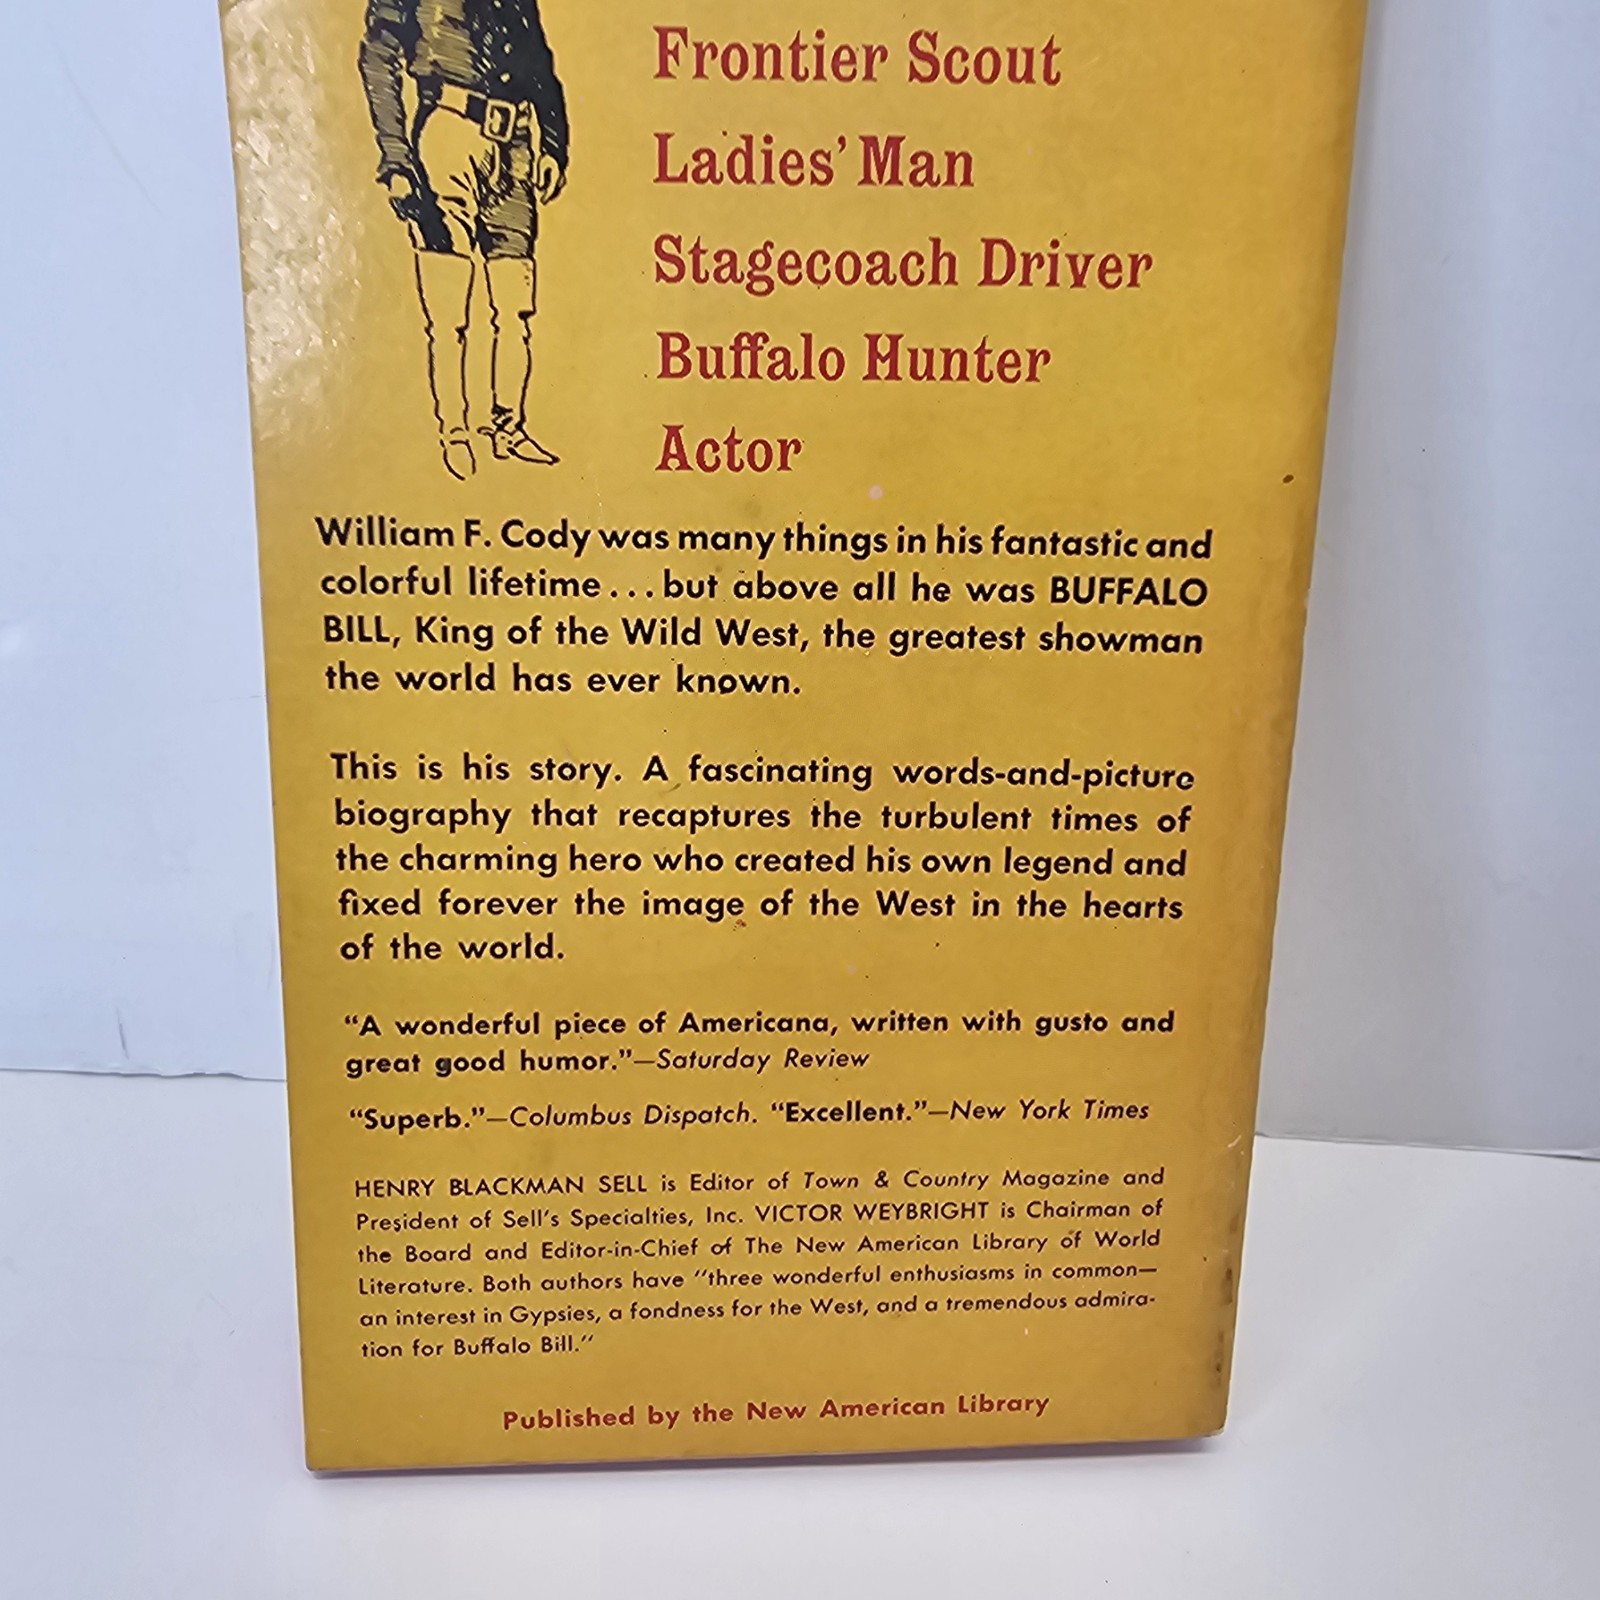 Frontier Scout
Ladies' Man
Stagecoach Driver
Buffalo Hunter
Actor
William F. Cody was many things in his fantastic and
colorful lifetime...but above all he was BUFFALO
BILL, King of the Wild West, the greatest showman
the world has ever known.
This is his story. A fascinating words-and-picture
biography that recaptures the turbulent times of
the charming hero who created his own legend and
fixed forever the image of the West in the hearts
of the world.
“A wonderful piece of Americana, written with gusto and
great good humor.”—Saturday Review
“Superb.”—Columbus Dispatch. “Excellent.”—New York Times
HENRY BLACKMAN SELL is Editor of Town & Country Magazine and
President of Sell's Specialties, Inc. VICTOR WEYBRIGHT is Chairman of
the Board and Editor-in-Chief of The New American Library of World
Literature. Both authors have “three wonderful enthusiasms in common—
an interest in Gypsies, a fondness for the West, and a tremendous admira-
tion for Buffalo Bill.”
Published by the New American Library